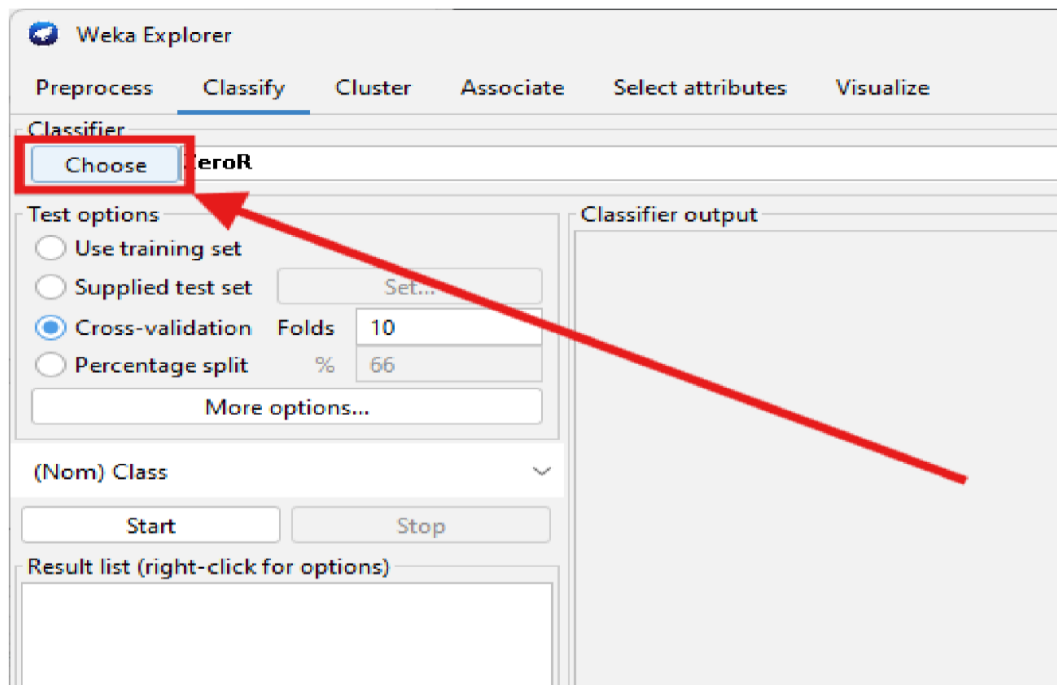 Weka Explorer
Preprocess Classify Cluster Associate Select attributes Visualize
Classifier
Choose ZeroR
Test options
Classifier output
Use training set
Supplied test set Set...
Cross-validation Folds 10
Percentage split % 66
More options...
(Nom) Class
Start Stop
Result list (right-click for options)